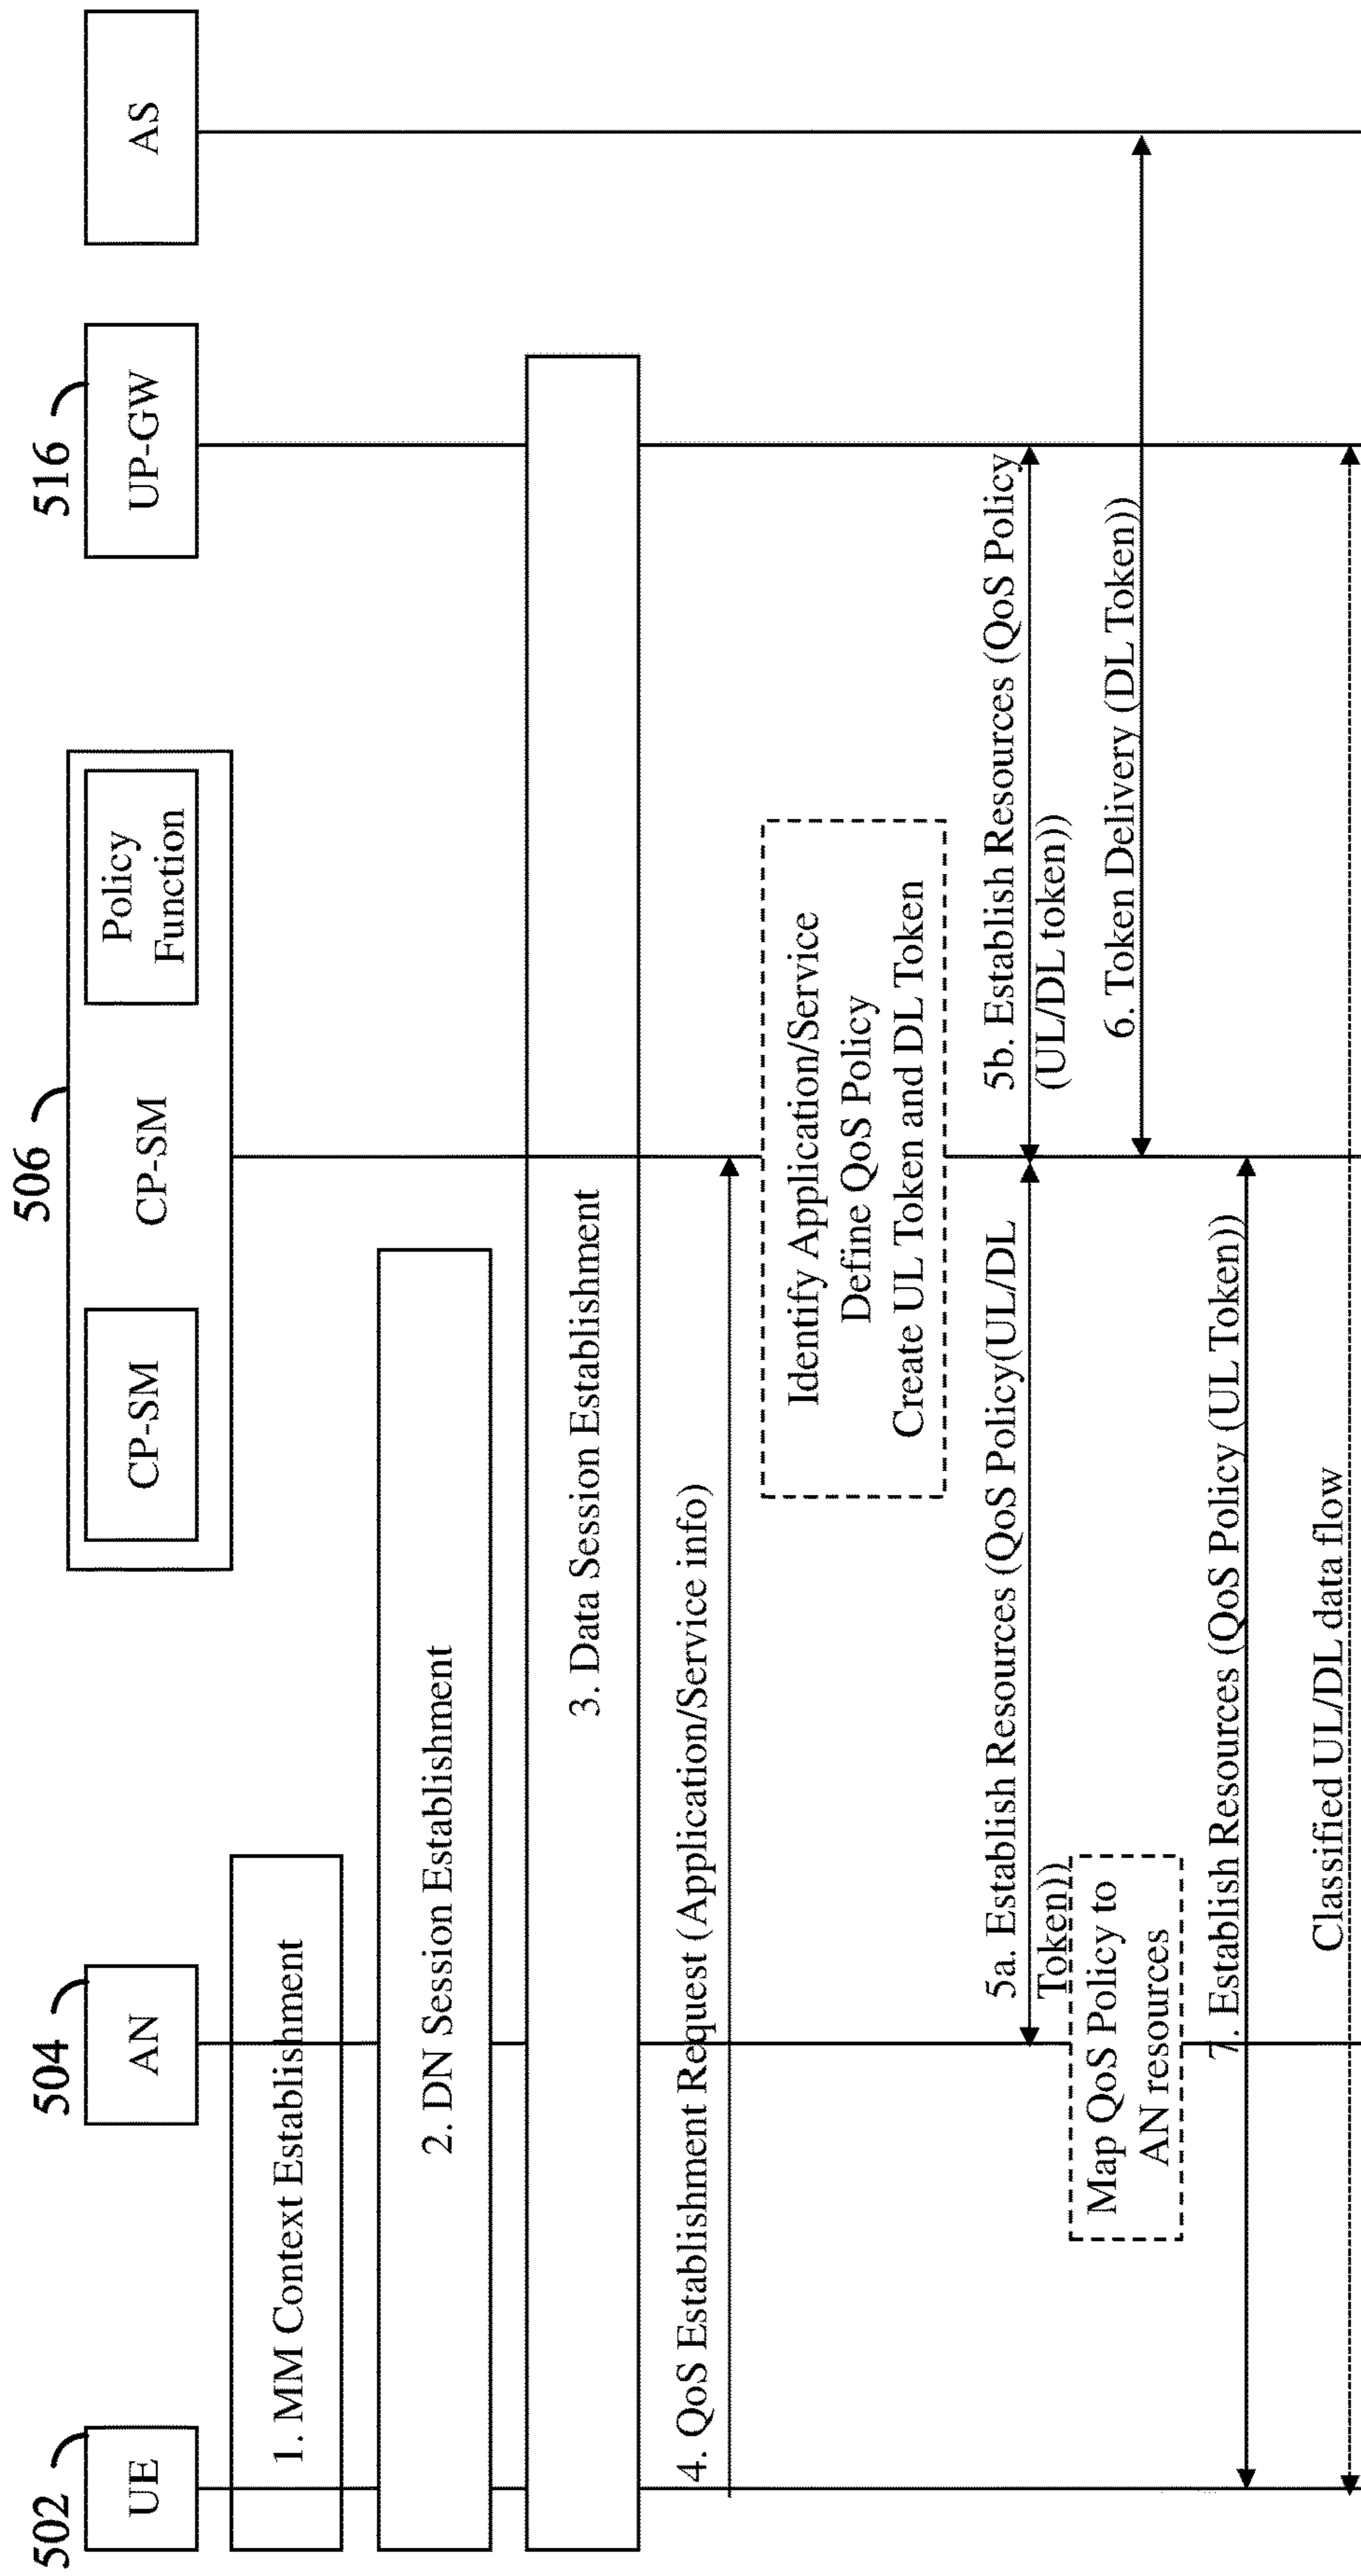 502
504
506
516
UE
AN
CP-SM
CP-SM
Policy
Function
UP-GW
AS
1. MM Context Establishment
2. DN Session Establishment
3. Data Session Establishment
4. QoS Establishment Request (Application/Service info)
Identify Application/Service
Define QoS Policy
Create UL Token and DL Token
5a. Establish Resources (QoS Policy(UL/DL
Token))
5b. Establish Resources (QoS Policy
(UL/DL token))
Map QoS Policy to
AN resources
6. Token Delivery (DL Token))
7. Establish Resources (QoS Policy (UL Token))
Classified UL/DL data flow